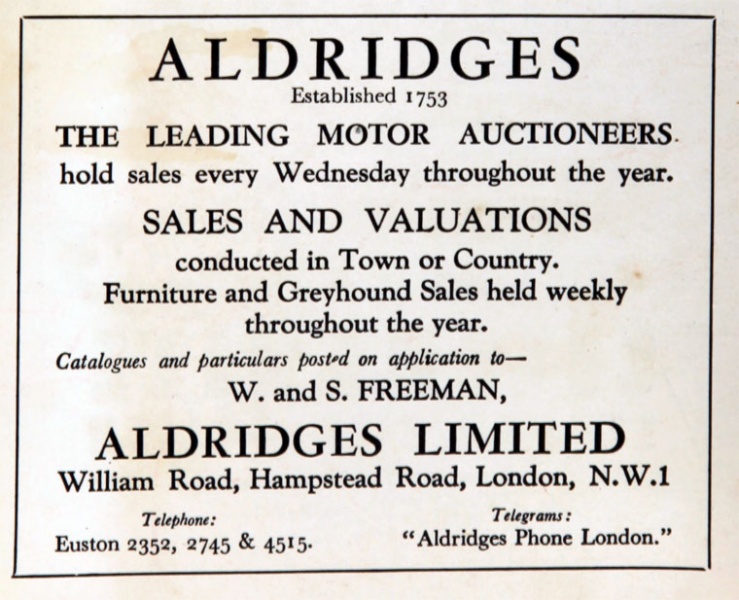 ALDRIDGES
Established 1753
THE LEADING MOTOR AUCTIONEERS
hold sales every Wednesday throughout the year.
SALES AND VALUATIONS
conducted in Town or Country.
Furniture and Greyhound Sales held weekly
throughout the year.
Catalogues and particulars posted on application to—
W. and S. FREEMAN,
ALDRIDGES LIMITED
William Road, Hampstead Road, London, N.W.1
Telephone:
Euston 2352, 2745 & 4515.
Telegrams:
“Aldridges Phone London.”